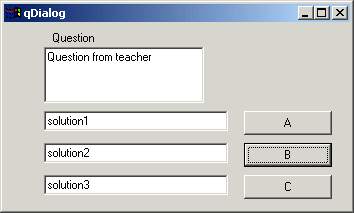 qDialog
Question
Question from teacher
solution1
A
solution2
B
solution3
C